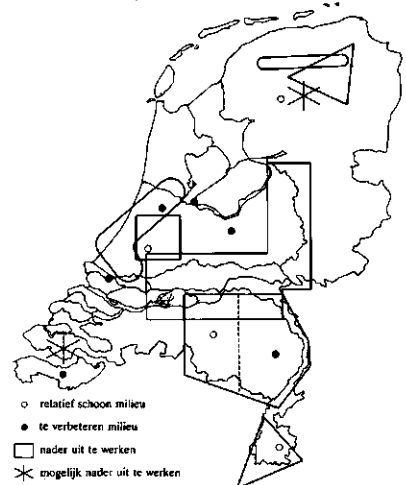 relatief schoon milieu
te verbeteren milieu
nader uit te werken
mogelijk nader uit te werken